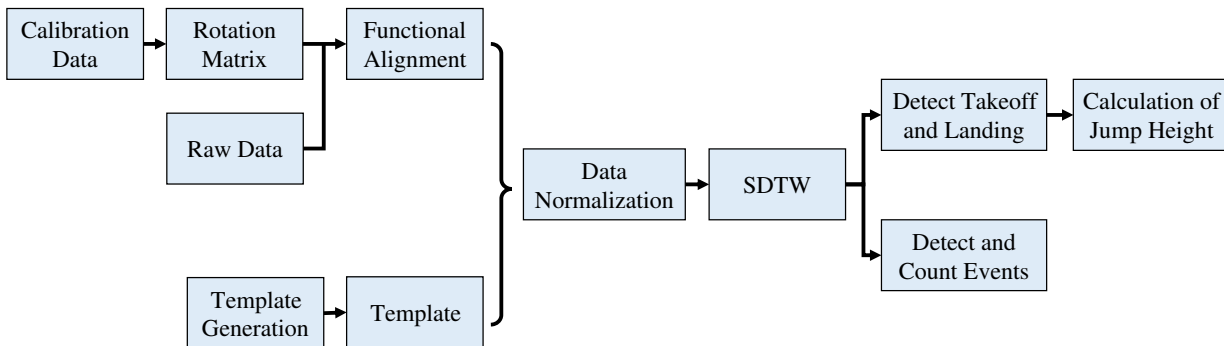 Calibration
Data
Rotation
Matrix
Functional
Alignment
Raw Data
Template
Generation
Template
Data
Normalization
SDTW
Detect Takeoff
and Landing
Calculation of
Jump Height
Detect and
Count Events